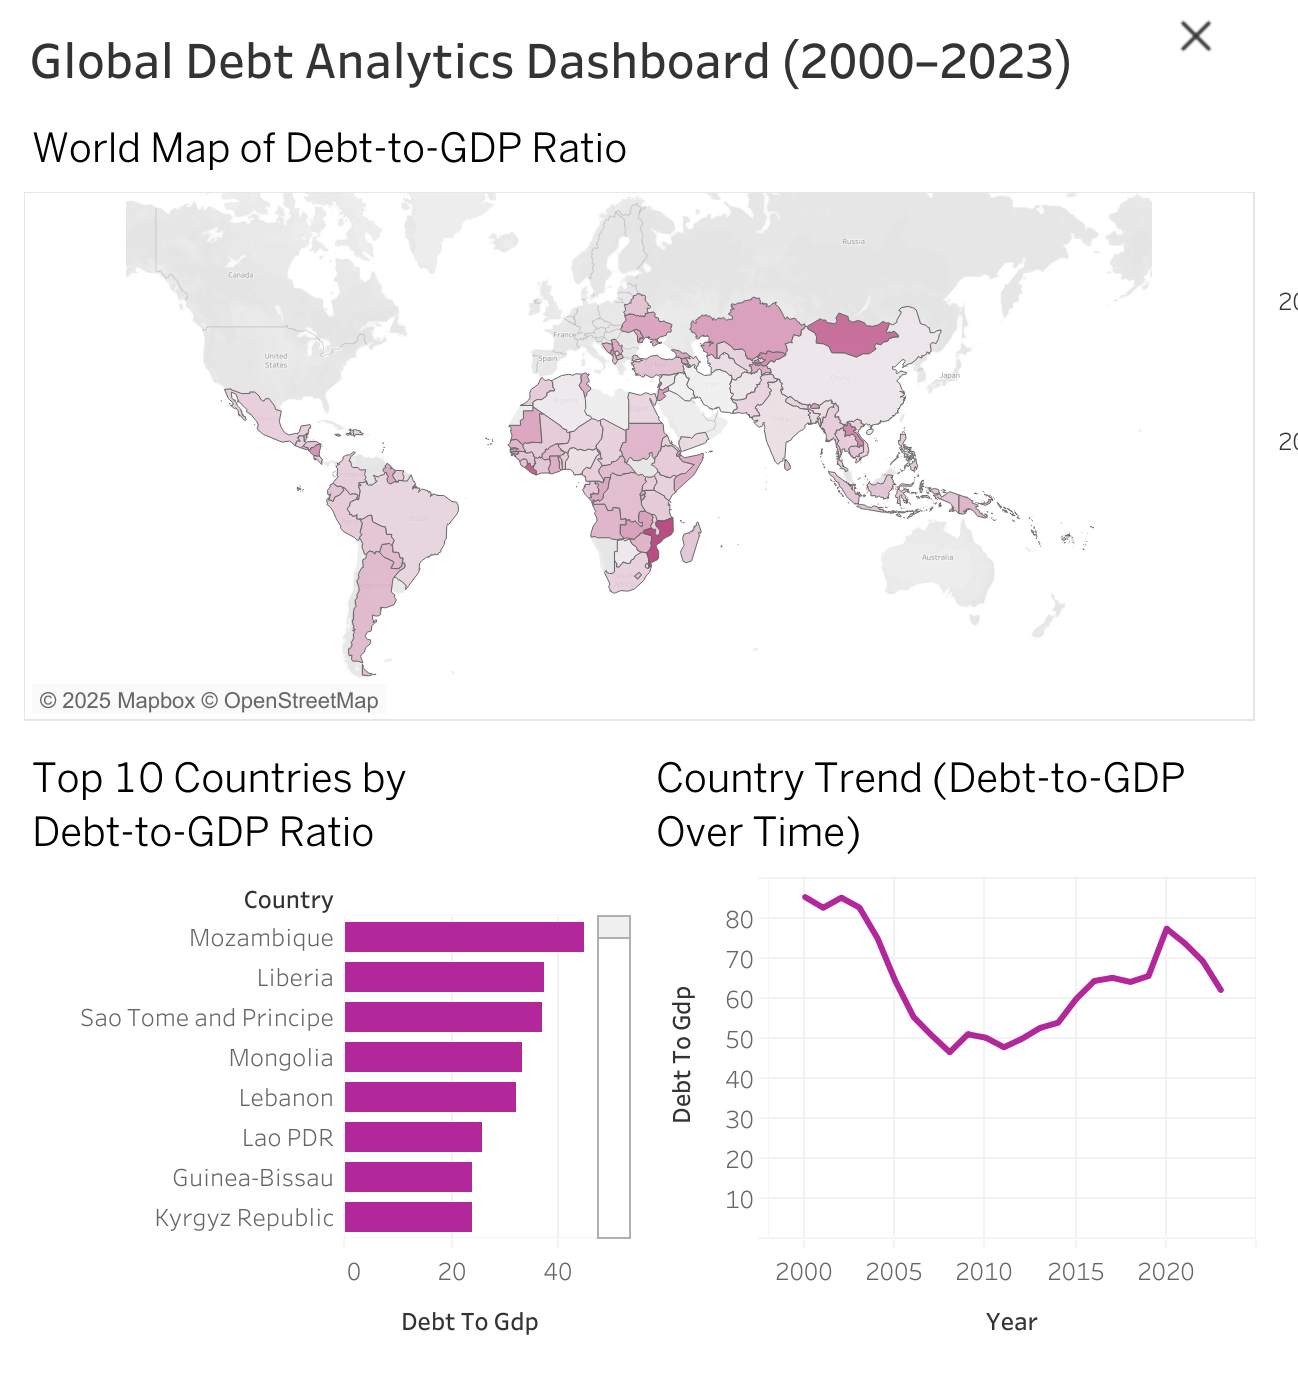 Global Debt Analytics Dashboard (2000–2023)
World Map of Debt-to-GDP Ratio
Russia
Canada
United
States
France
Spain
Japan
Australia
© 2025 Mapbox © OpenStreetMap
Top 10 Countries by
Debt-to-GDP Ratio
Country
Mozambique
Liberia
Sao Tome and Principe
Mongolia
Lebanon
Lao PDR
Guinea-Bissau
Kyrgyz Republic
0 20 40
Debt To Gdp
Country Trend (Debt-to-GDP
Over Time)
80
70
60
50
40
30
20
10
Debt To Gdp
2000 2005 2010 2015 2020
Year